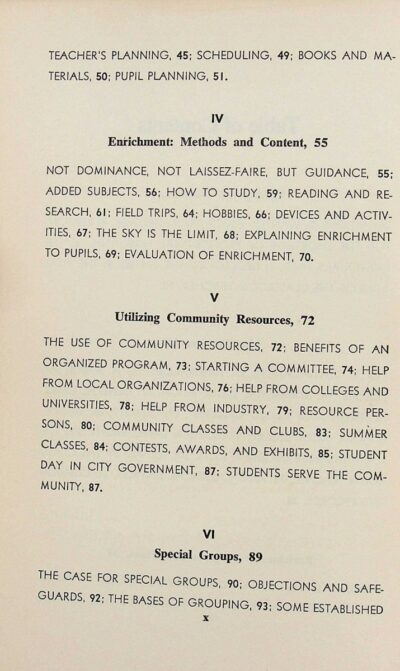 TEACHER'S PLANNING, 45; SCHEDULING, 49; BOOKS AND MA-
TERIALS, 50; PUPIL PLANNING, 51.
IV
Enrichment: Methods and Content, 55
NOT DOMINANCE, NOT LAISSEZ-FAIRE, BUT GUIDANCE, 55;
ADDED SUBJECTS, 56; HOW TO STUDY, 59; READING AND RE-
SEARCH, 61; FIELD TRIPS, 64; HOBBIES, 66; DEVICES AND ACTIV-
ITIES, 67; THE SKY IS THE LIMIT, 68; EXPLAINING ENRICHMENT
TO PUPILS, 69; EVALUATION OF ENRICHMENT, 70.
V
Utilizing Community Resources, 72
THE USE OF COMMUNITY RESOURCES, 72; BENEFITS OF AN
ORGANIZED PROGRAM, 73; STARTING A COMMITTEE, 74; HELP
FROM LOCAL ORGANIZATIONS, 76; HELP FROM COLLEGES AND
UNIVERSITIES, 78; HELP FROM INDUSTRY, 79; RESOURCE PER-
SONS, 80; COMMUNITY CLASSES AND CLUBS, 83; SUMMER
CLASSES, 84; CONTESTS, AWARDS, AND EXHIBITS, 85; STUDENT
DAY IN CITY GOVERNMENT, 87; STUDENTS SERVE THE COM-
MUNITY, 87.
VI
Special Groups, 89
THE CASE FOR SPECIAL GROUPS, 90; OBJECTIONS AND SAFE-
GUARDS, 92; THE BASES OF GROUPING, 93; SOME ESTABLISHED
x